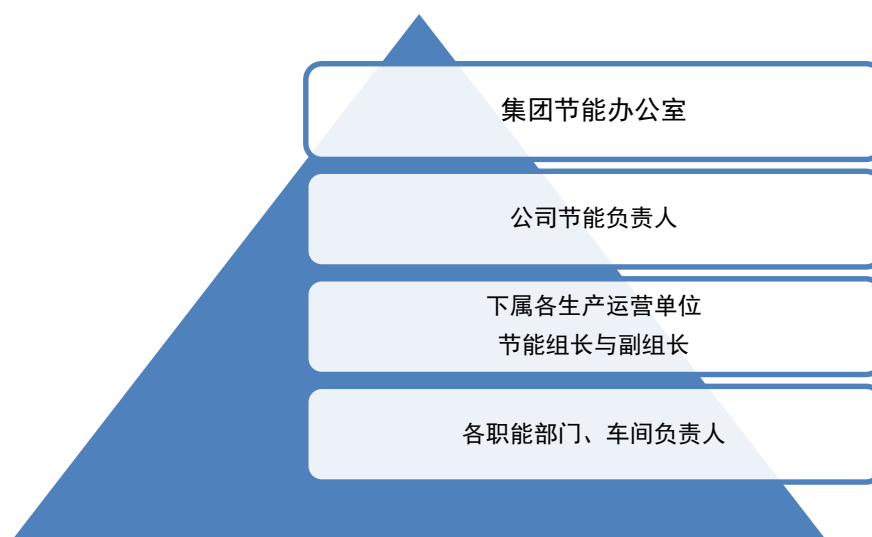 集团节能办公室
公司节能负责人
下属各生产运营单位
节能组长与副组长
各职能部门、车间负责人